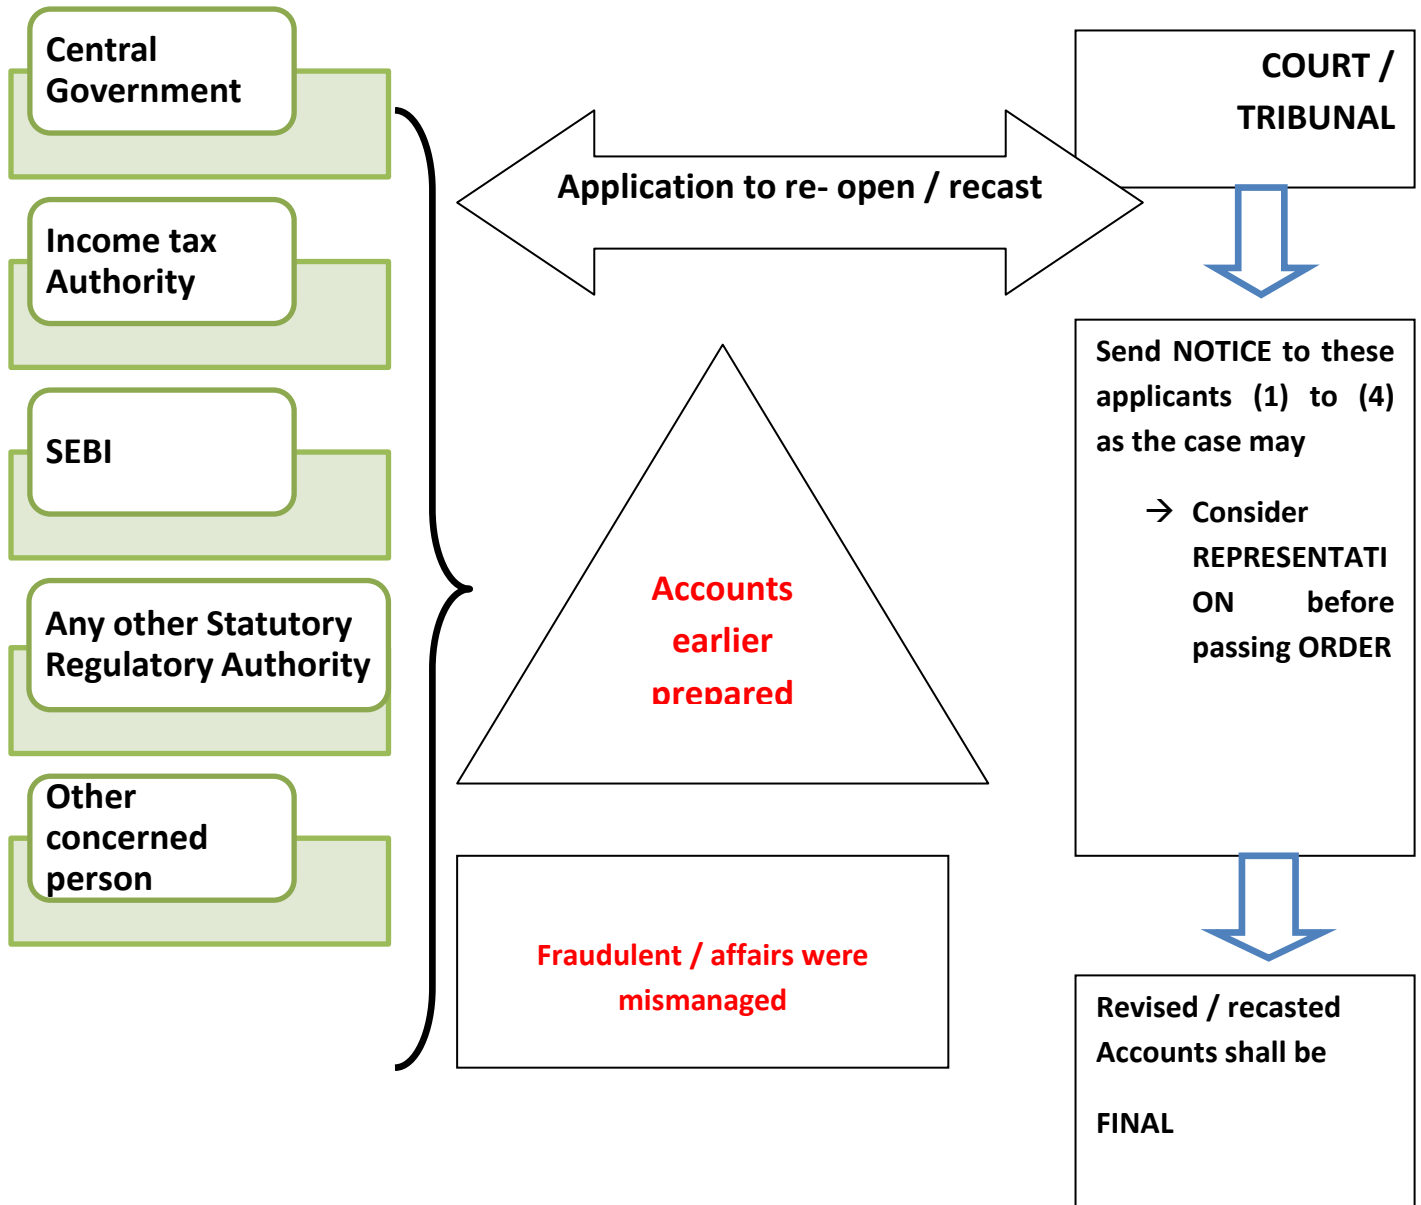 Central
Government
Income tax
Authority
SEBI
Any other Statutory
Regulatory Authority
Other
concerned
person
Application to re- open / recast
Accounts
earlier
prepared
Fraudulent / affairs were
mismanaged
COURT /
TRIBUNAL
Send NOTICE to these
applicants (1) to (4)
as the case may
→ Consider
REPRESENTATI
ON before
passing ORDER
Revised / recasted
Accounts shall be
FINAL